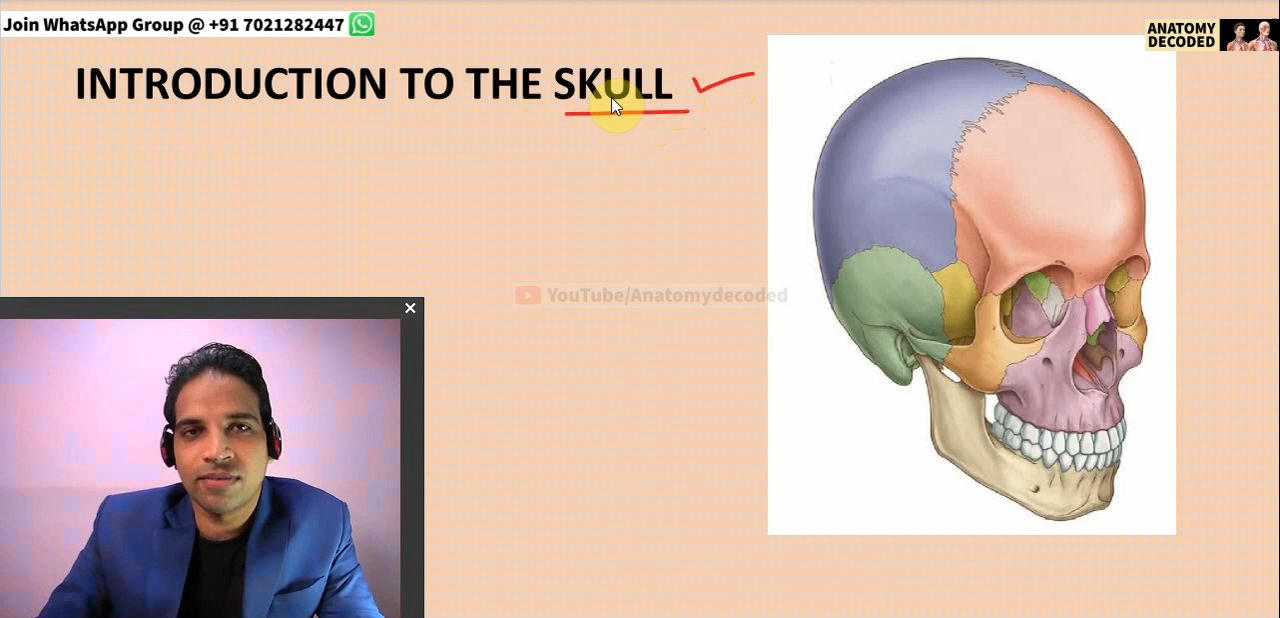 Join WhatsApp Group @ +91 7021282447
ANATOMY
DECODED
INTRODUCTION TO THE SKULL
YouTube/Anatomydecoded